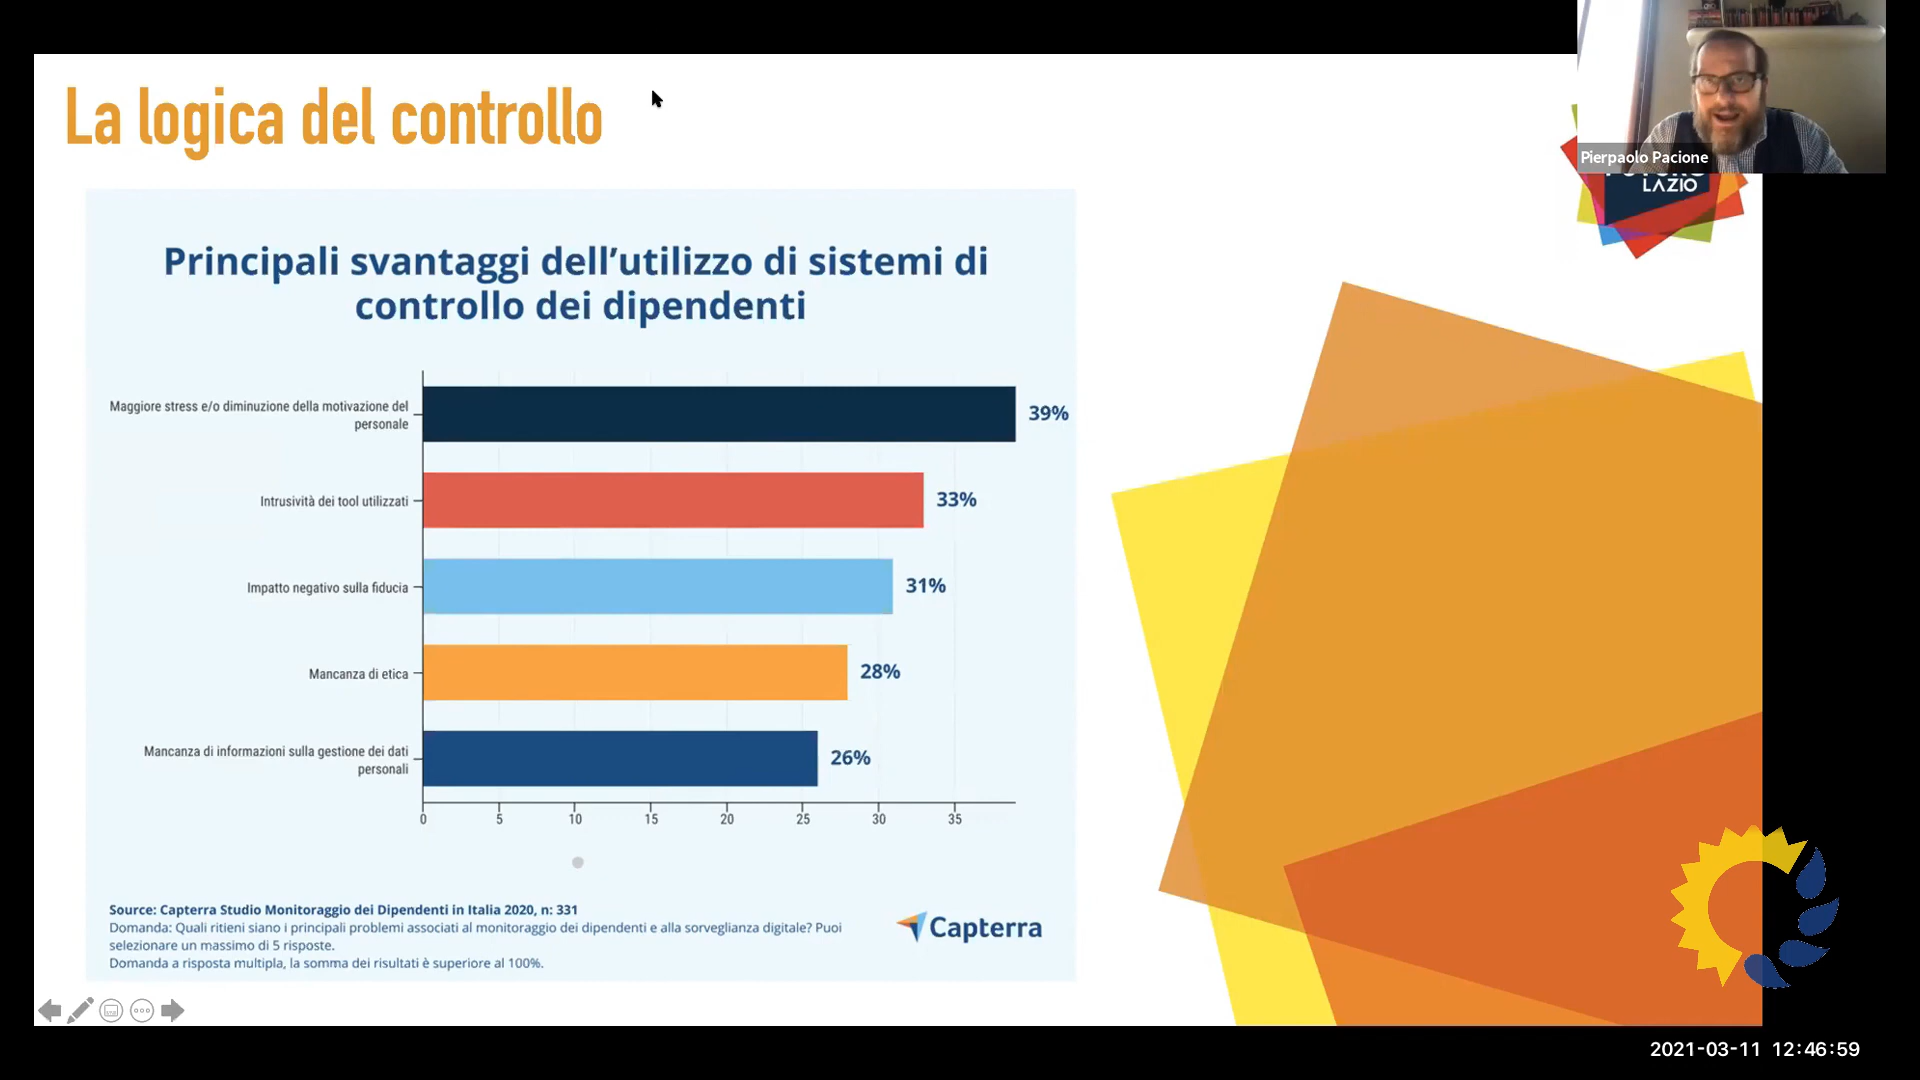 La logica del controllo
Pierpaolo Pacione
LAZIO
Principali svantaggi dell’utilizzo di sistemi di
controllo dei dipendenti
Maggiore stress e/o diminuzione della motivazione del
personale
39%
Intrusività dei tool utilizzati
33%
Impatto negativo sulla fiducia
31%
Mancanza di etica
28%
Mancanza di informazioni sulla gestione dei dati
personali
26%
0 5 10 15 20 25 30 35
Source: Capterra Studio Monitoraggio dei Dipendenti in Italia 2020, n: 331
Domanda: Quali ritieni siano i principali problemi associati al monitoraggio dei dipendenti e alla sorveglianza digitale? Puoi
selezionare un massimo di 5 risposte.
Domanda a risposta multipla, la somma dei risultati è superiore al 100%.
Capterra
2021-03-11 12:46:59